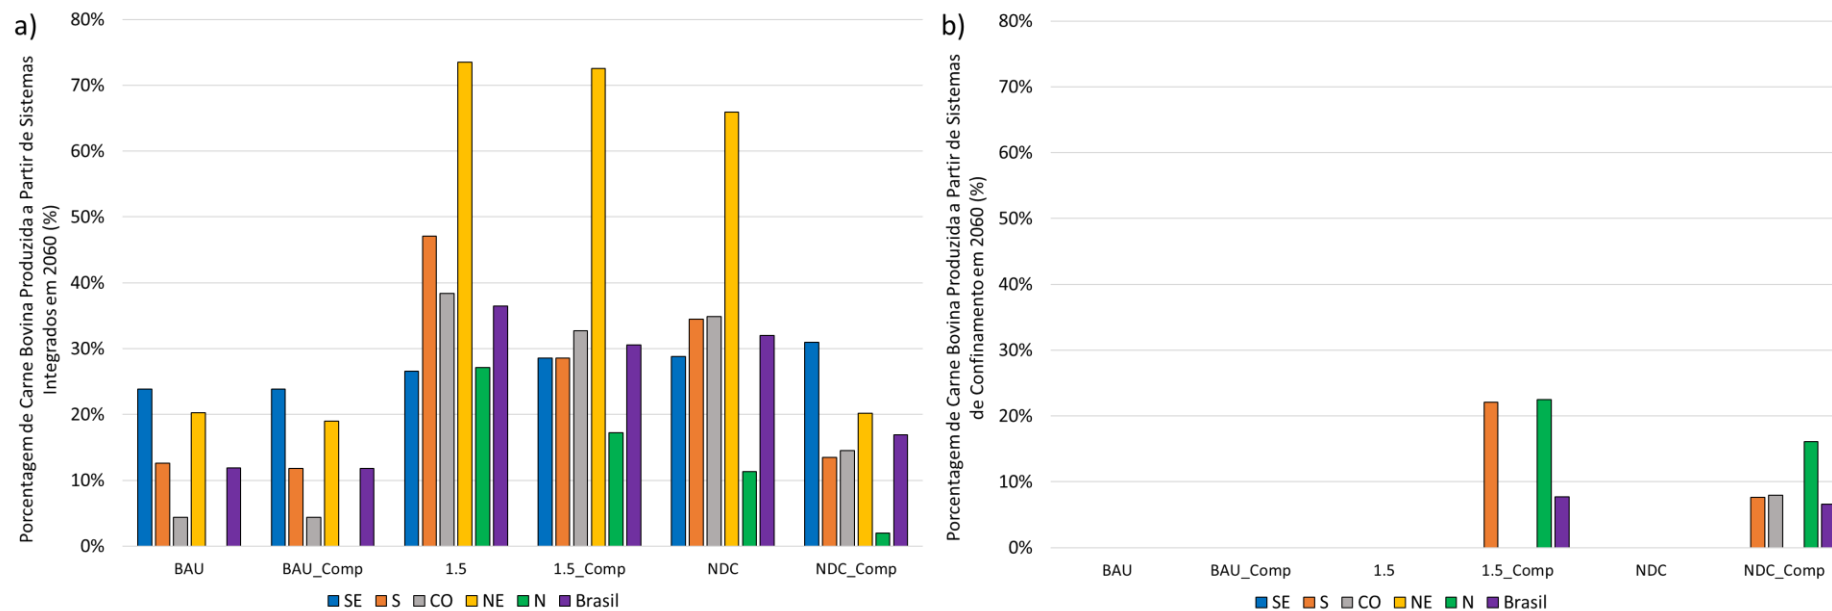 a)
Porcentagem de Carne Bovina Produzida a Partir de Sistemas
Integrados em 2060 (%)
80%
70%
60%
50%
40%
30%
20%
10%
0%
BAU BAU_Comp 1.5 1.5_Comp NDC NDC_Comp
SE S CO NE N Brasil
b)
Porcentagem de Carne Bovina Produzida a Partir de Sistemas
de Confinamento em 2060 (%)
80%
70%
60%
50%
40%
30%
20%
10%
0%
BAU BAU_Comp 1.5 1.5_Comp NDC NDC_Comp
SE S CO NE N Brasil